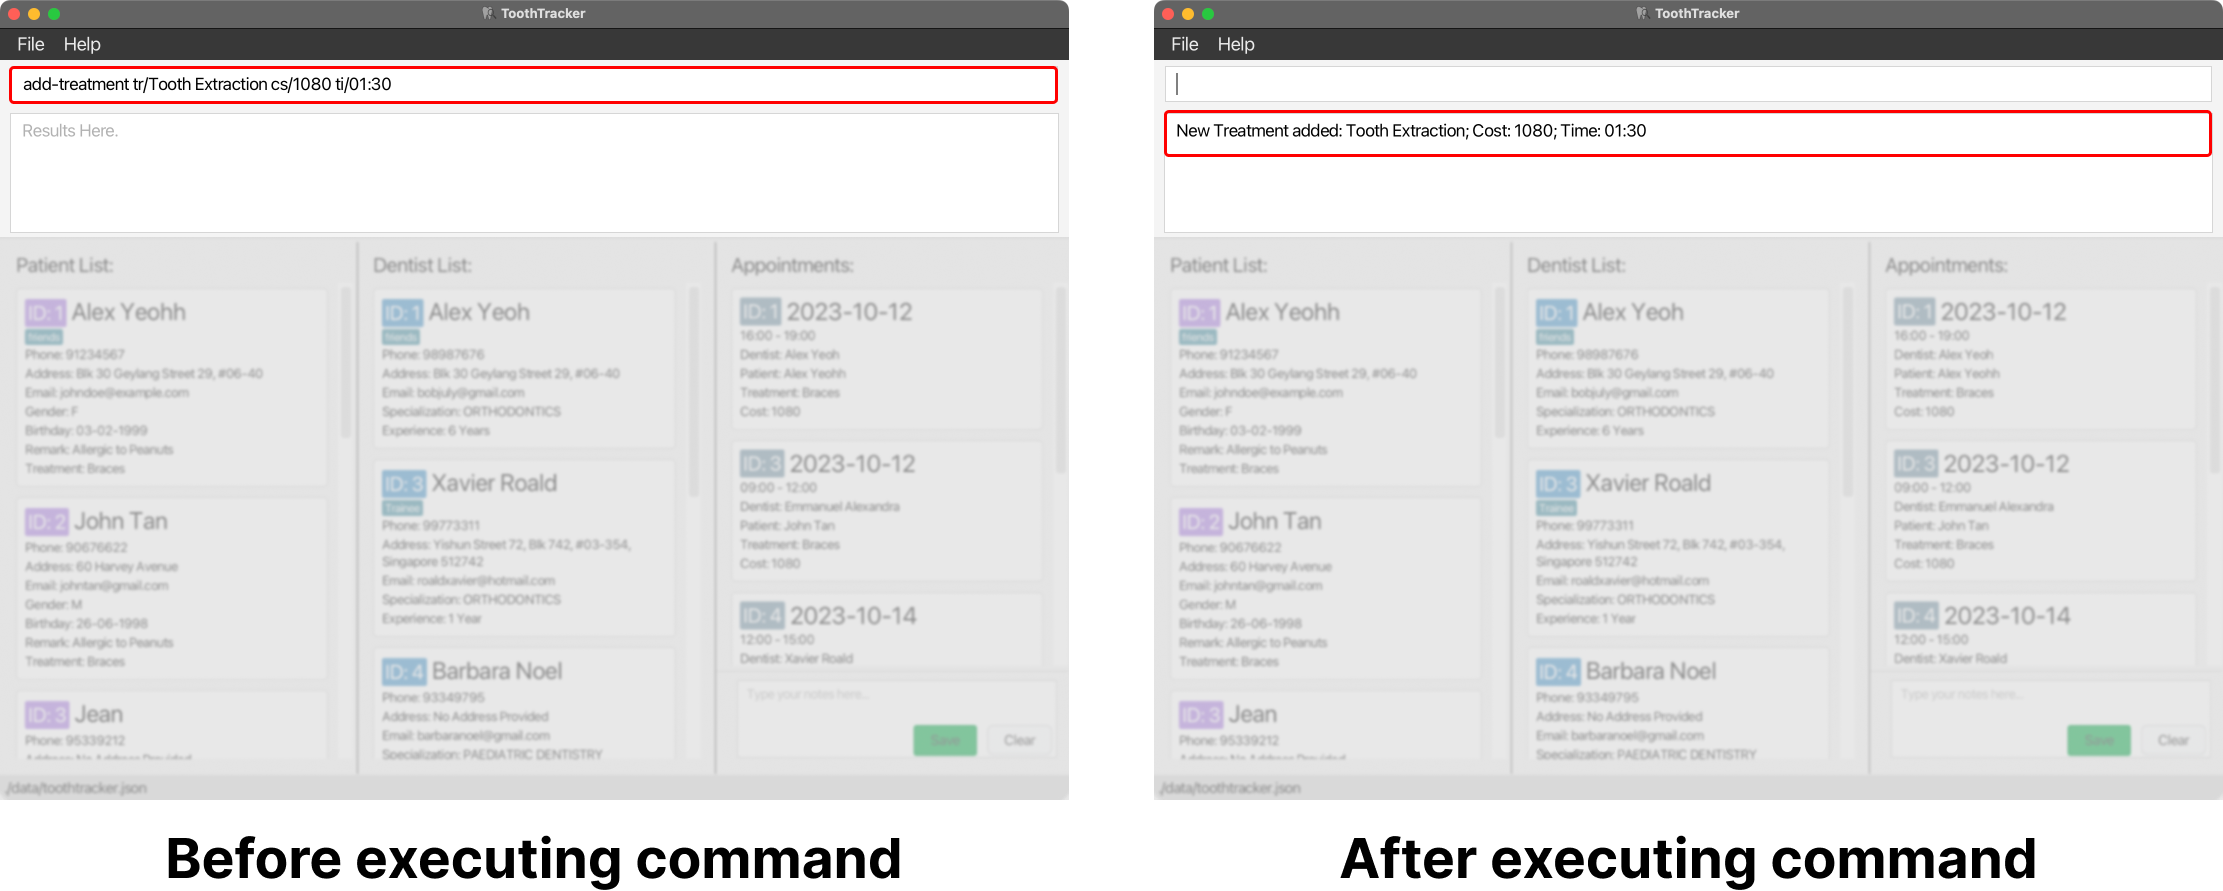 ToothTracker
File Help
add-treatment tr/Tooth Extraction cs/1080 ti/01:30
Results Here.
Patient List:
ID: 1 Alex Yeohh
friends
Phone: 91234567
Address: Blk 30 Geylang Street 29, #06-40
Email: johndoe@example.com
Gender: F
Birthday: 03-02-1999
Remark: Allergic to Peanuts
Treatment: Braces
ID: 2 John Tan
Phone: 90676622
Address: 60 Harvey Avenue
Email: johntan@gmail.com
Gender: M
Birthday: 26-06-1998
Remark: Allergic to Peanuts
Treatment: Braces
ID: 3 Jean
Phone: 95339212
Address: No Address Provided
Dentist List:
ID: 1 Alex Yeoh
friends
Phone: 98987676
Address: Blk 30 Geylang Street 29, #06-40
Email: bobjuly@gmail.com
Specialization: ORTHODONTICS
Experience: 6 Years
ID: 3 Xavier Roald
Trainee
Phone: 99773311
Address: Yishun Street 72, Blk 742, #03-354,
Singapore 512742
Email: roaldxavier@hotmail.com
Specialization: ORTHODONTICS
Experience: 1 Year
ID: 4 Barbara Noel
Phone: 93349795
Address: No Address Provided
Email: barbaranoel@gmail.com
Specialization: PAEDIATRIC DENTISTRY
Appointments:
ID: 1 2023-10-12
16:00 - 19:00
Dentist: Alex Yeoh
Patient: Alex Yeohh
Treatment: Braces
Cost: 1080
ID: 3 2023-10-12
09:00 - 12:00
Dentist: Emmanuel Alexandra
Patient: John Tan
Treatment: Braces
Cost: 1080
ID: 4 2023-10-14
12:00 - 15:00
Dentist: Xavier Roald
Type your notes here...
Save Clear
./data/toothtracker.json
Before executing command
ToothTracker
File Help
New Treatment added: Tooth Extraction; Cost: 1080; Time: 01:30
Patient List:
ID: 1 Alex Yeohh
friends
Phone: 91234567
Address: Blk 30 Geylang Street 29, #06-40
Email: johndoe@example.com
Gender: F
Birthday: 03-02-1999
Remark: Allergic to Peanuts
Treatment: Braces
ID: 2 John Tan
Phone: 90676622
Address: 60 Harvey Avenue
Email: johntan@gmail.com
Gender: M
Birthday: 26-06-1998
Remark: Allergic to Peanuts
Treatment: Braces
ID: 3 Jean
Phone: 95339212
Address: No Address Provided
Dentist List:
ID: 1 Alex Yeoh
friends
Phone: 98987676
Address: Blk 30 Geylang Street 29, #06-40
Email: bobjuly@gmail.com
Specialization: ORTHODONTICS
Experience: 6 Years
ID: 3 Xavier Roald
Trainee
Phone: 99773311
Address: Yishun Street 72, Blk 742, #03-354,
Singapore 512742
Email: roaldxavier@hotmail.com
Specialization: ORTHODONTICS
Experience: 1 Year
ID: 4 Barbara Noel
Phone: 93349795
Address: No Address Provided
Email: barbaranoel@gmail.com
Specialization: PAEDIATRIC DENTISTRY
Appointments:
ID: 1 2023-10-12
16:00 - 19:00
Dentist: Alex Yeoh
Patient: Alex Yeohh
Treatment: Braces
Cost: 1080
ID: 3 2023-10-12
09:00 - 12:00
Dentist: Emmanuel Alexandra
Patient: John Tan
Treatment: Braces
Cost: 1080
ID: 4 2023-10-14
12:00 - 15:00
Dentist: Xavier Roald
Type your notes here...
Save Clear
./data/toothtracker.json
After executing command